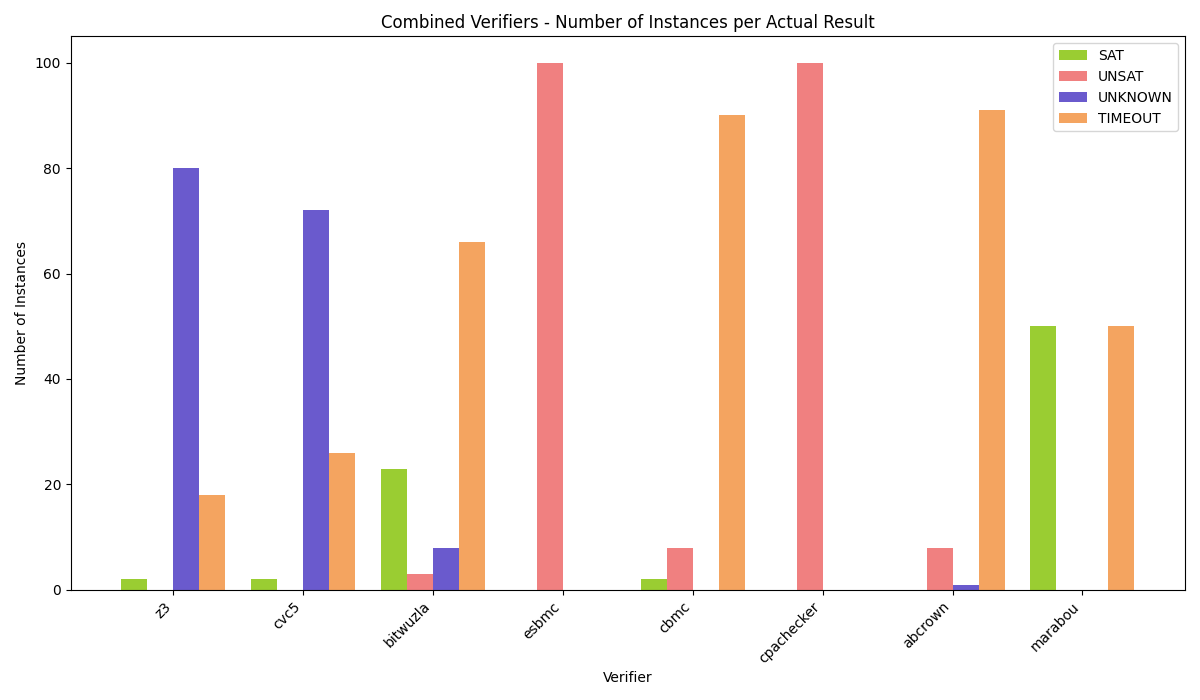 Combined Verifiers - Number of Instances per Actual Result
SAT
UNSAT
UNKNOWN
TIMEOUT
Number of Instances
100
80
60
40
20
0
z3
cvc5
bitwuzla
esbmc
cbmc
cpachecker
abcrown
marabou
Verifier